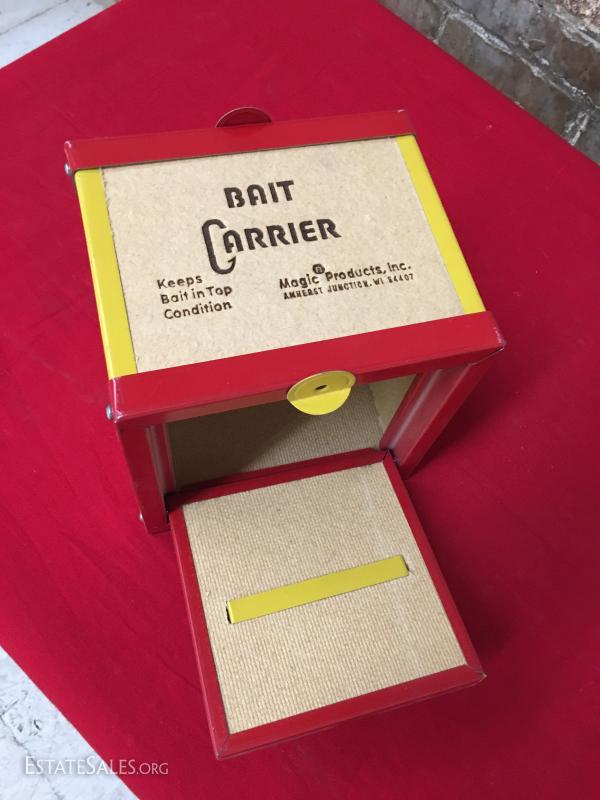 BAIT
CARRIER
Keeps
Bait in Top
Condition
Magic Products, Inc.
AMHERST JUNCTION, WI 54407
ESTATESALES.ORG